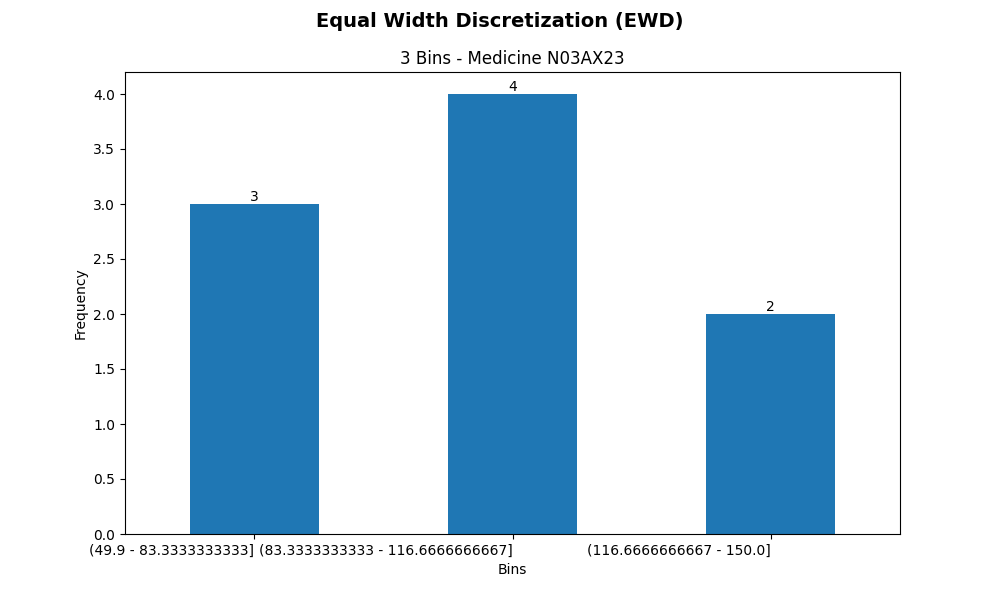 Equal Width Discretization (EWD)
3 Bins - Medicine N03AX23
4.0
3.5
3.0
2.5
2.0
1.5
1.0
0.5
0.0
Frequency
3
4
2
(49.9 - 83.3333333333] (83.3333333333 - 116.6666666667] (116.6666666667 - 150.0]
Bins